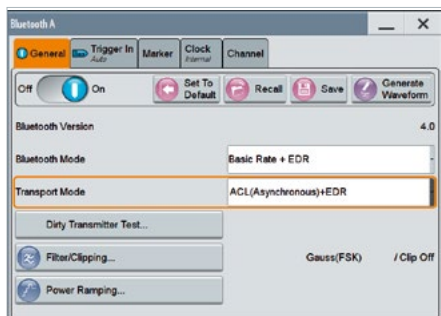 Bluetooth A
General Trigger In Auto Marker Clock Internal Channel
Off On Set To Default Recall Save Generate Waveform
Bluetooth Version 4.0
Bluetooth Mode Basic Rate + EDR
Transport Mode ACL(Asynchronous)+EDR
Dirty Transmitter Test...
Filter/Clipping... Gauss(FSK) / Clip Off
Power Ramping...